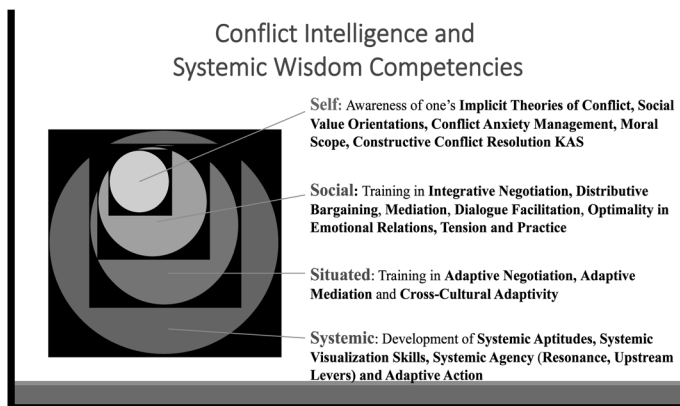 Conflict Intelligence and
Systemic Wisdom Competencies
Self: Awareness of one's Implicit Theories of Conflict, Social
Value Orientations, Conflict Anxiety Management, Moral
Scope, Constructive Conflict Resolution KAS
Social: Training in Integrative Negotiation, Distributive
Bargaining, Mediation, Dialogue Facilitation, Optimality in
Emotional Relations, Tension and Practice
Situated: Training in Adaptive Negotiation, Adaptive
Mediation and Cross-Cultural Adaptivity
Systemic: Development of Systemic Aptitudes, Systemic
Visualization Skills, Systemic Agency (Resonance, Upstream
Levers) and Adaptive Action